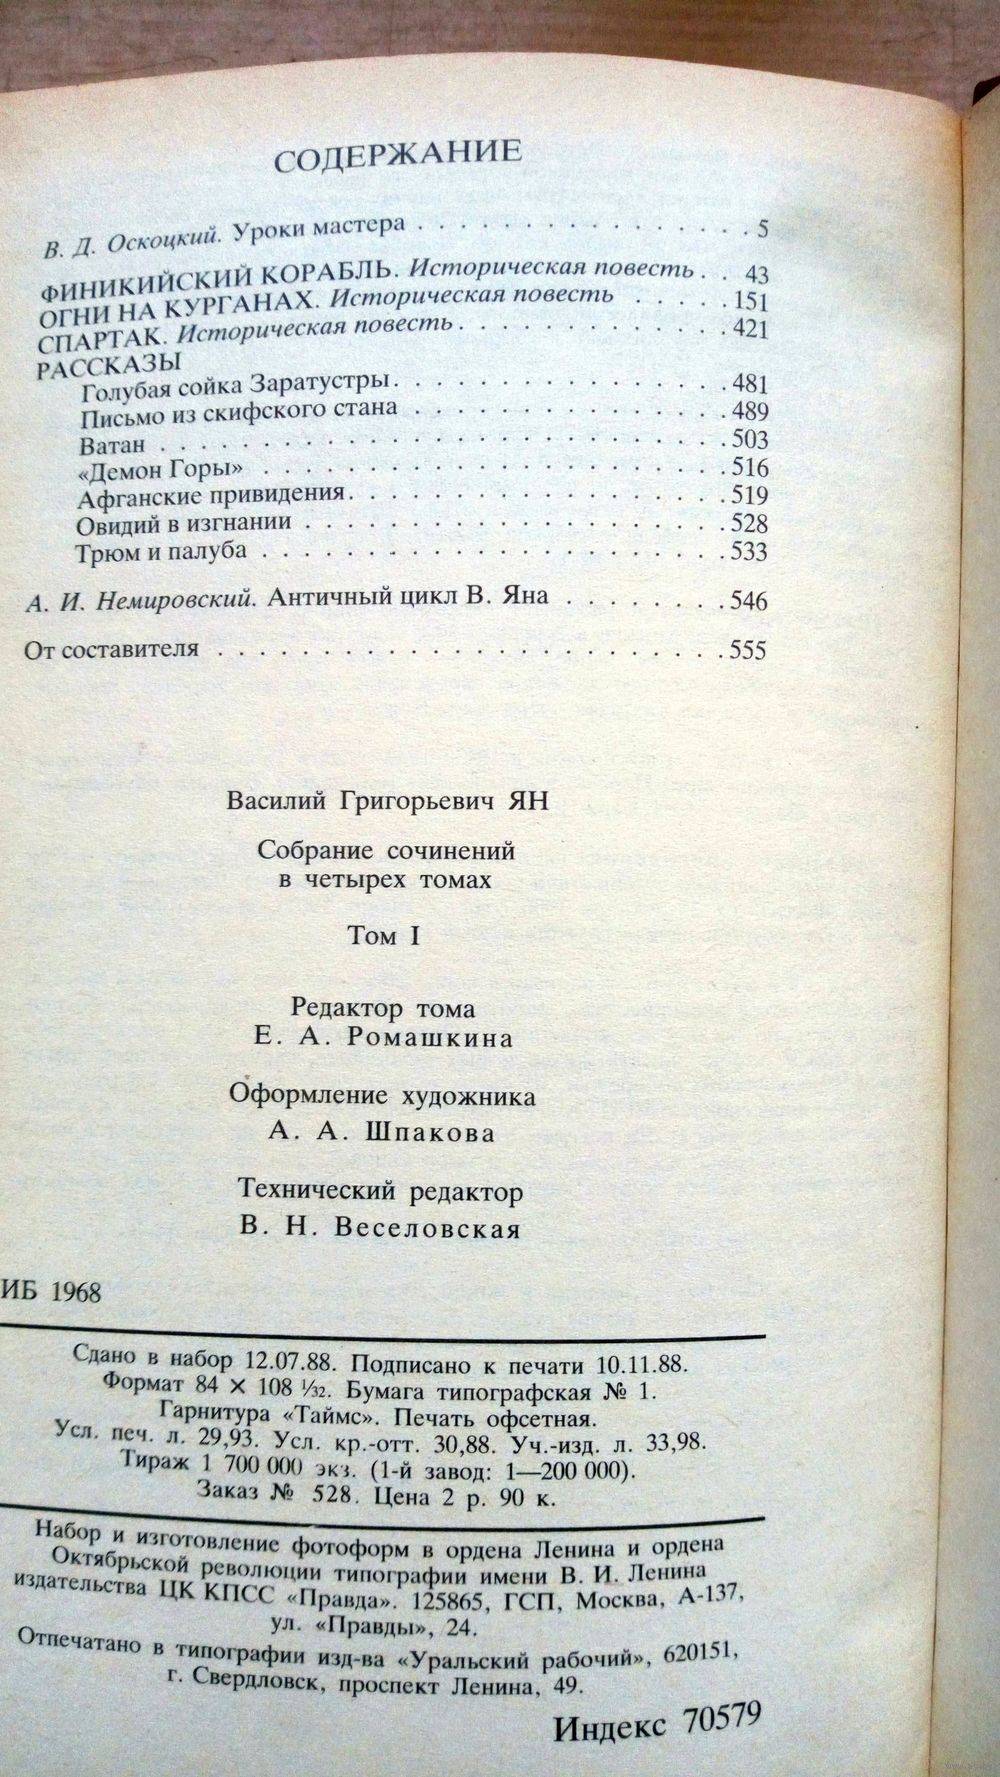 СОДЕРЖАНИЕ
В. Д. Оскоцкий. Уроки мастера . . . . . . . . . . . . . . . . 5
ФИНИКИЙСКИЙ КОРАБЛЬ. Историческая повесть . . 43
ОГНИ НА КУРГАНАХ. Историческая повесть . . . . . 151
СПАРТАК. Историческая повесть . . . . . . . . . . . . . 421
РАССКАЗЫ
Голубая сойка Заратустры. . . . . . . . . . . . . . . . 481
Письмо из скифского стана . . . . . . . . . . . . . . . 489
Ватан . . . . . . . . . . . . . . . . . . . . . . . . . . . 503
«Демон Горы» . . . . . . . . . . . . . . . . . . . . . . 516
Афганские привидения. . . . . . . . . . . . . . . . . . 519
Овидий в изгнании . . . . . . . . . . . . . . . . . . . . 528
Трюм и палуба . . . . . . . . . . . . . . . . . . . . . . 533
А. И. Немировский. Античный цикл В. Яна . . . . . . . . 546
От составителя . . . . . . . . . . . . . . . . . . . . . . . . 555
Василий Григорьевич ЯН
Собрание сочинений
в четырех томах
Том I
Редактор тома
Е. А. Ромашкина
Оформление художника
А. А. Шпакова
Технический редактор
В. Н. Веселовская
ИБ 1968
Сдано в набор 12.07.88. Подписано к печати 10.11.88.
Формат 84 × 108 1/32. Бумага типографская № 1.
Гарнитура «Таймс». Печать офсетная.
Усл. печ. л. 29,93. Усл. кр.-отт. 30,88. Уч.-изд. л. 33,98.
Тираж 1 700 000 экз. (1-й завод: 1—200 000).
Заказ № 528. Цена 2 р. 90 к.
Набор и изготовление фотоформ в ордена Ленина и ордена
Октябрьской революции типографии имени В. И. Ленина
издательства ЦК КПСС «Правда». 125865, ГСП, Москва, А-137,
ул. «Правды», 24.
Отпечатано в типографии изд-ва «Уральский рабочий», 620151,
г. Свердловск, проспект Ленина, 49.
Индекс 70579